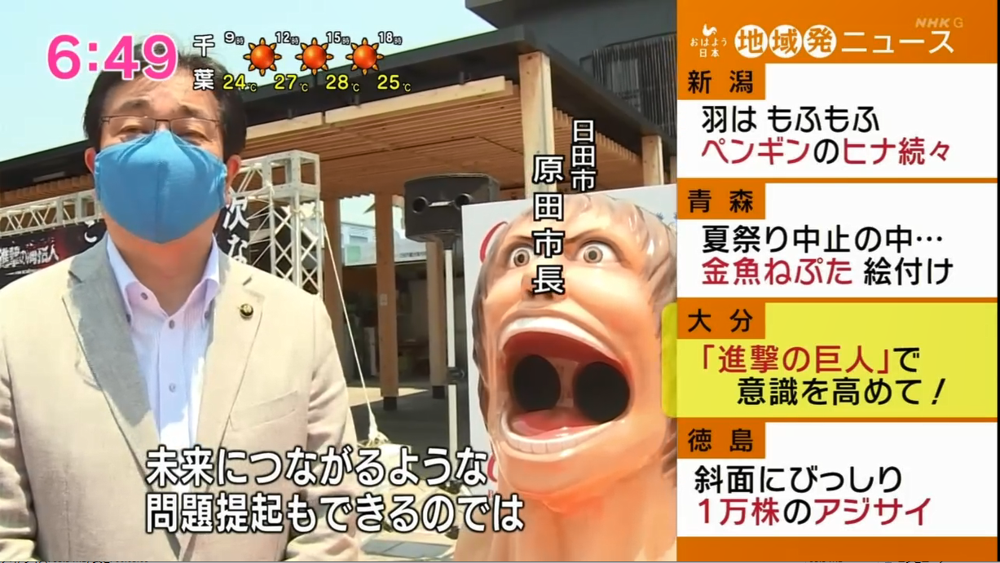 6:49
千葉
9時 12時 15時 18時
24℃ 27℃ 28℃ 25℃
NHK G
おはよう日本
地域発ニュース
新潟
羽は もふもふ
ペンギンのヒナ続々
青森
夏祭り中止の中…
金魚ねぷた 絵付け
大分
「進撃の巨人」で
意識を高めて！
徳島
斜面にびっしり
1万株のアジサイ
日田市
原田市長
次な
未来につながるような
問題提起もできるのでは